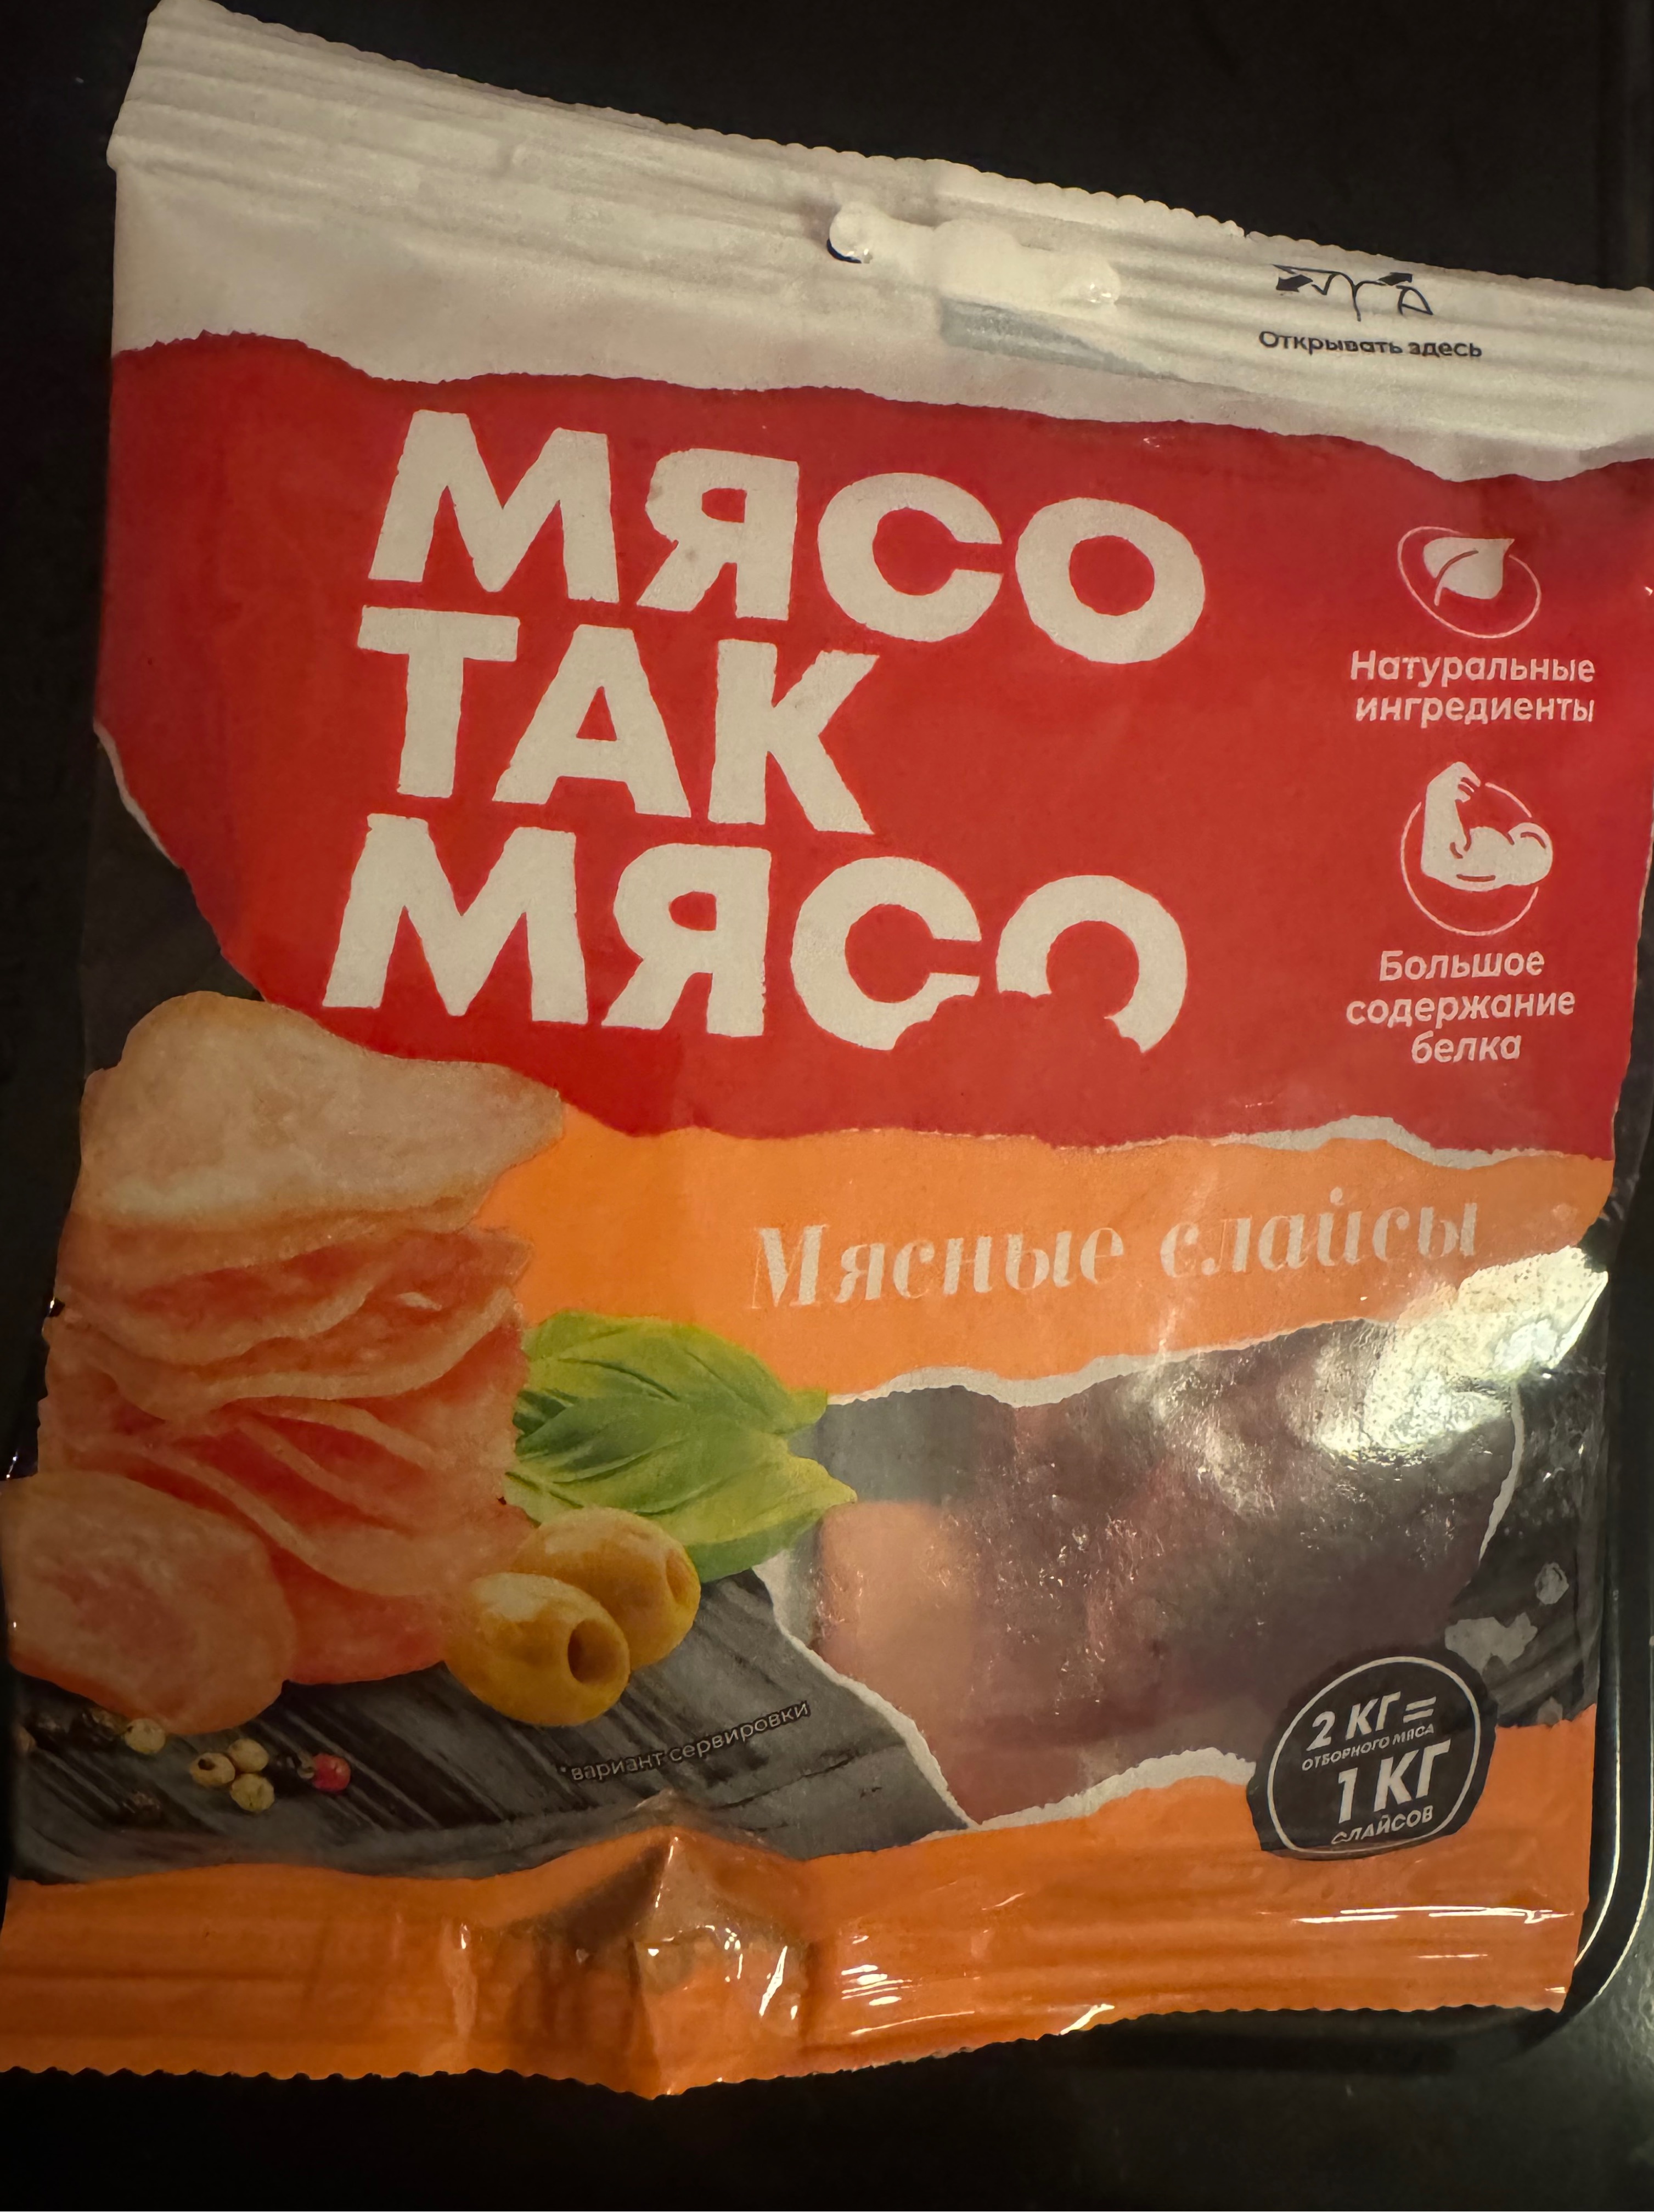 Открывать здесь
МЯСО
ТАК
МЯСО
Натуральные
ингредиенты
Большое
содержание
белка
Мясные слайсы
*вариант сервировки
2 КГ =
ОТБОРНОГО МЯСА
1 КГ
СЛАЙСОВ